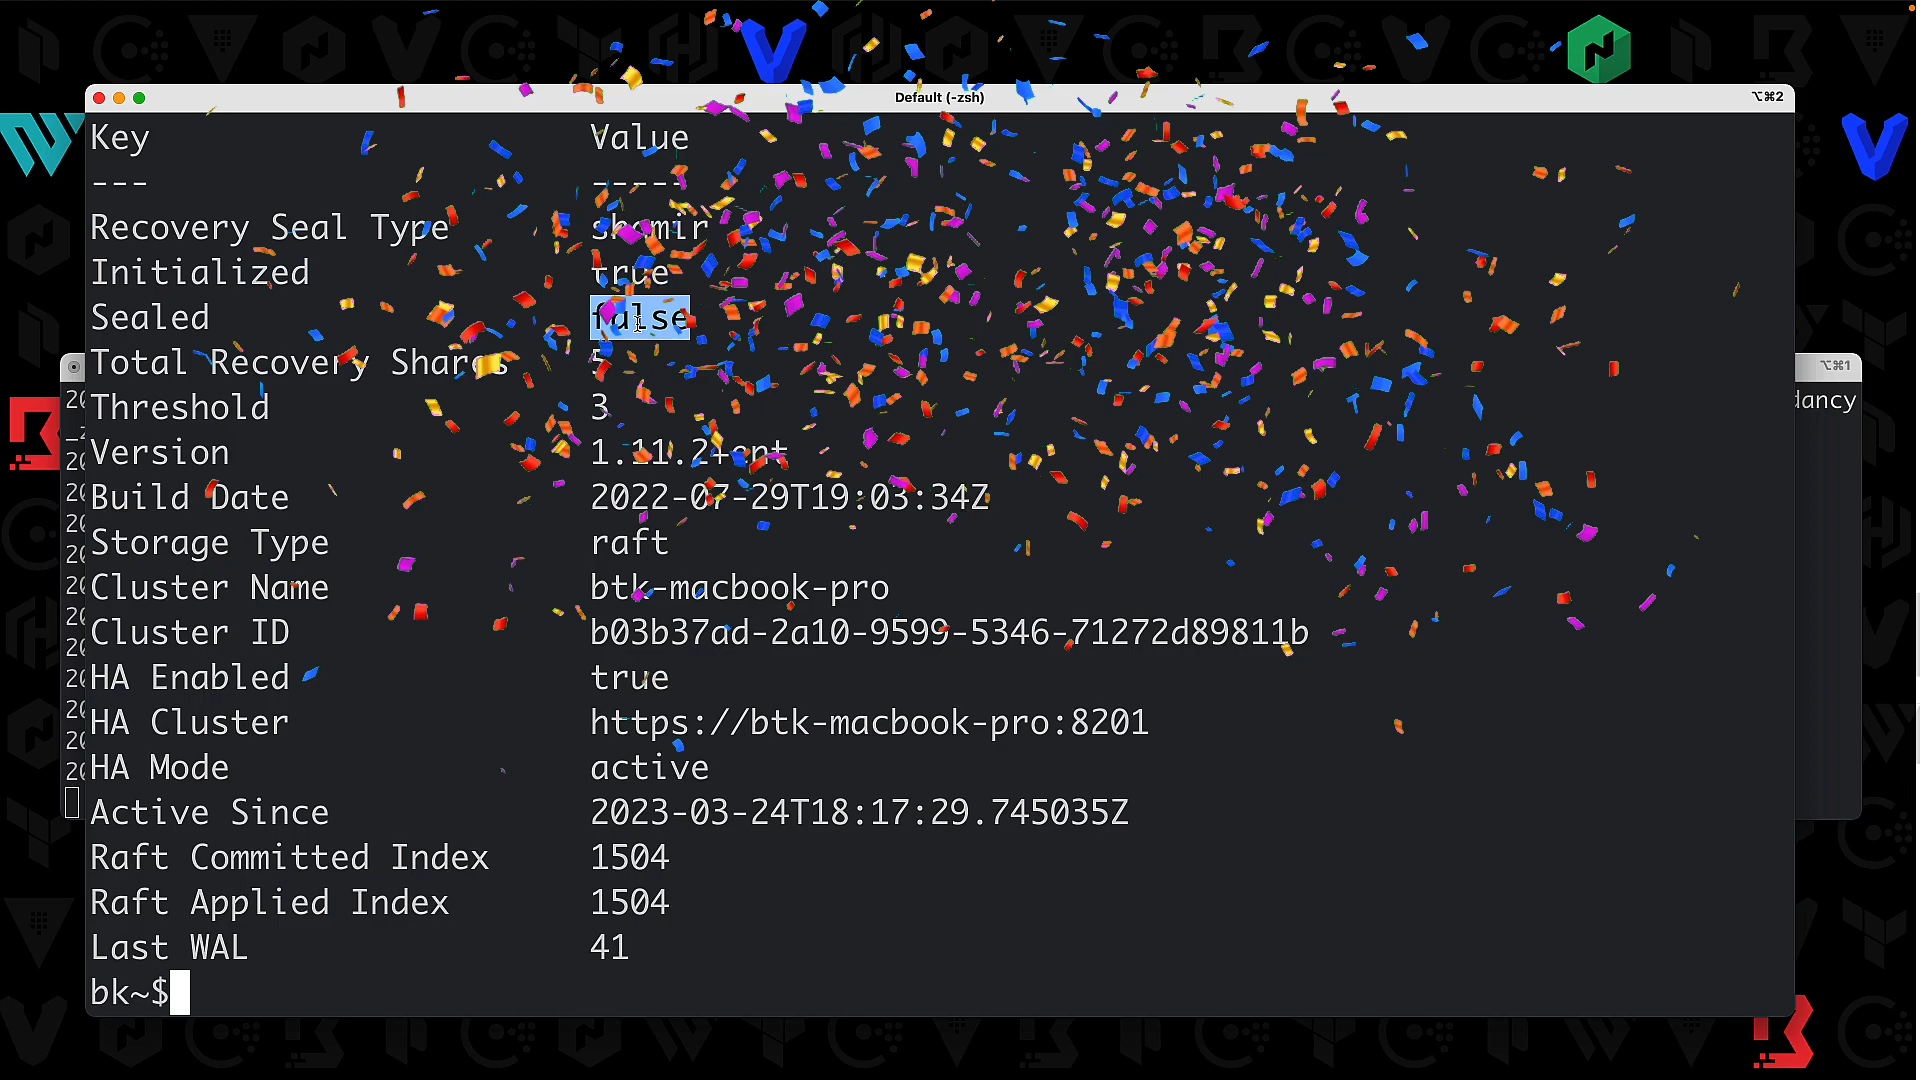 Default (-zsh)
⌥⌘2
Key Value
--- -----
Recovery Seal Type shamir
Initialized true
Sealed false
Total Recovery Shares 5
Threshold 3
Version 1.11.2+ent
Build Date 2022-07-29T19:03:34Z
Storage Type raft
Cluster Name btk-macbook-pro
Cluster ID b03b37ad-2a10-9599-5346-71272d89811b
HA Enabled true
HA Cluster https://btk-macbook-pro:8201
HA Mode active
Active Since 2023-03-24T18:17:29.745035Z
Raft Committed Index 1504
Raft Applied Index 1504
Last WAL 41
bk~$
⌥⌘1